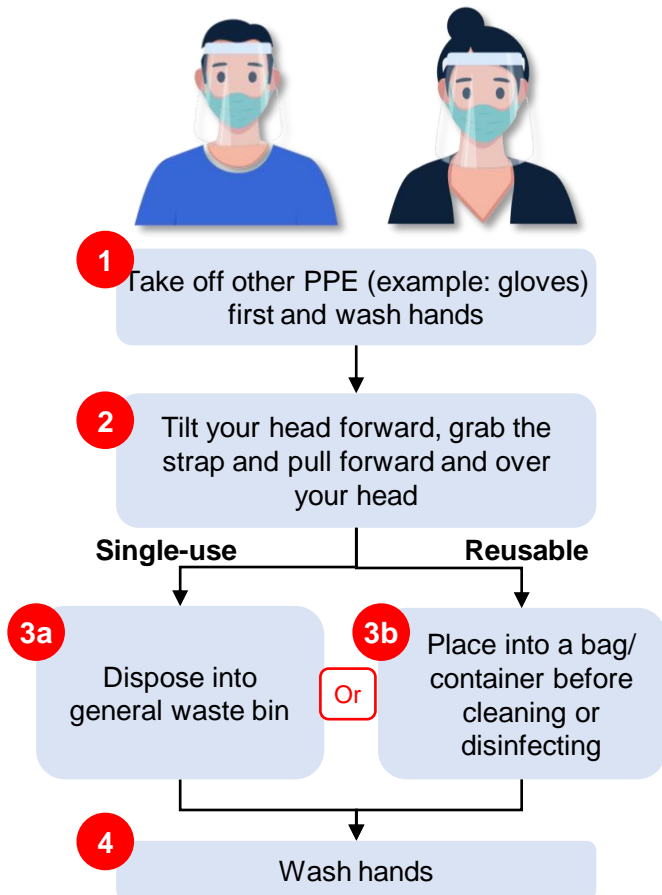 1
Take off other PPE (example: gloves)
first and wash hands
2
Tilt your head forward, grab the
strap and pull forward and over
your head
Single-use
Reusable
3a
Dispose into
general waste bin
Or
3b
Place into a bag/
container before
cleaning or
disinfecting
4
Wash hands